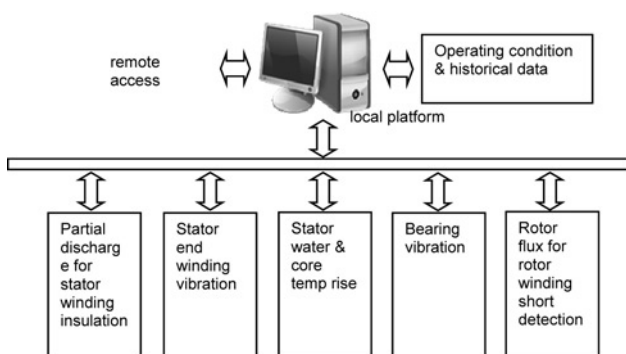 remote
access
Operating condition
& historical data
local platform
Partial
discharg
e for
stator
winding
insulation
Stator
end
winding
vibration
Stator
water &
core
temp rise
Bearing
vibration
Rotor
flux for
rotor
winding
short
detection